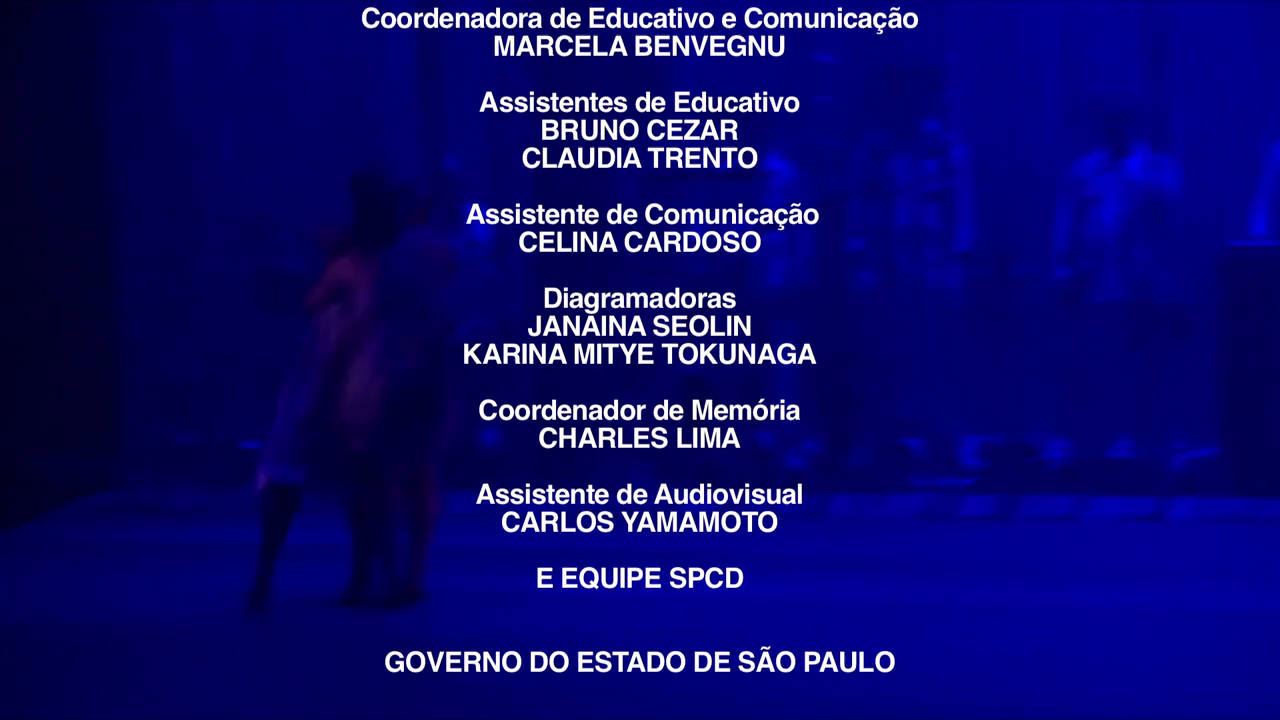 Coordenadora de Educativo e Comunicação
MARCELA BENVEGNU
Assistentes de Educativo
BRUNO CEZAR
CLAUDIA TRENTO
Assistente de Comunicação
CELINA CARDOSO
Diagramadoras
JANAINA SEOLIN
KARINA MITYE TOKUNAGA
Coordenador de Memória
CHARLES LIMA
Assistente de Audiovisual
CARLOS YAMAMOTO
E EQUIPE SPCD
GOVERNO DO ESTADO DE SÃO PAULO